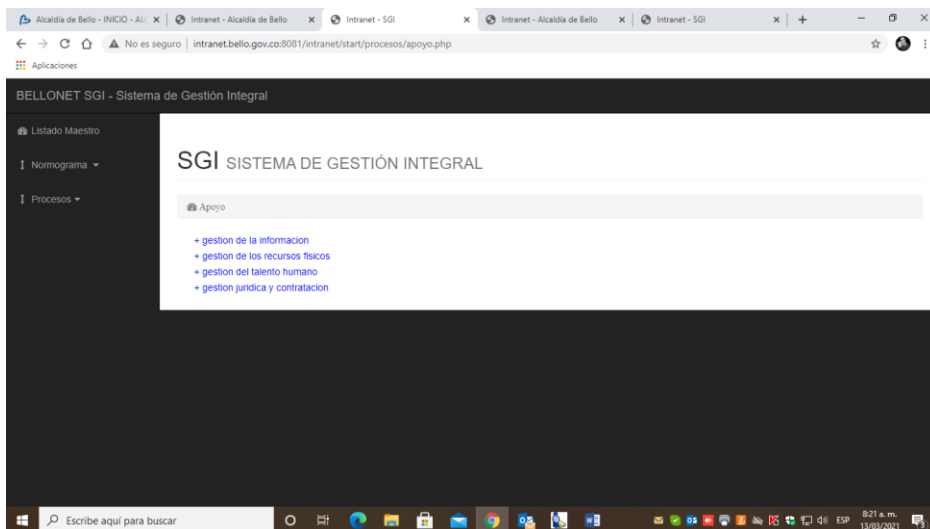 Alcaldía de Bello - INICIO - ALC
Intranet - Alcaldía de Bello
Intranet - SGI
Intranet - Alcaldía de Bello
Intranet - SGI
No es seguro | intranet.bello.gov.co:8081/intranet/start/procesos/apoyo.php
Aplicaciones
BELLONET SGI - Sistema de Gestión Integral
Listado Maestro
Normograma
Procesos
SGI SISTEMA DE GESTIÓN INTEGRAL
Apoyo
+ gestion de la informacion
+ gestion de los recursos fisicos
+ gestion del talento humano
+ gestion juridica y contratacion
Escribe aquí para buscar
ESP
8:21 a. m.
13/03/2021